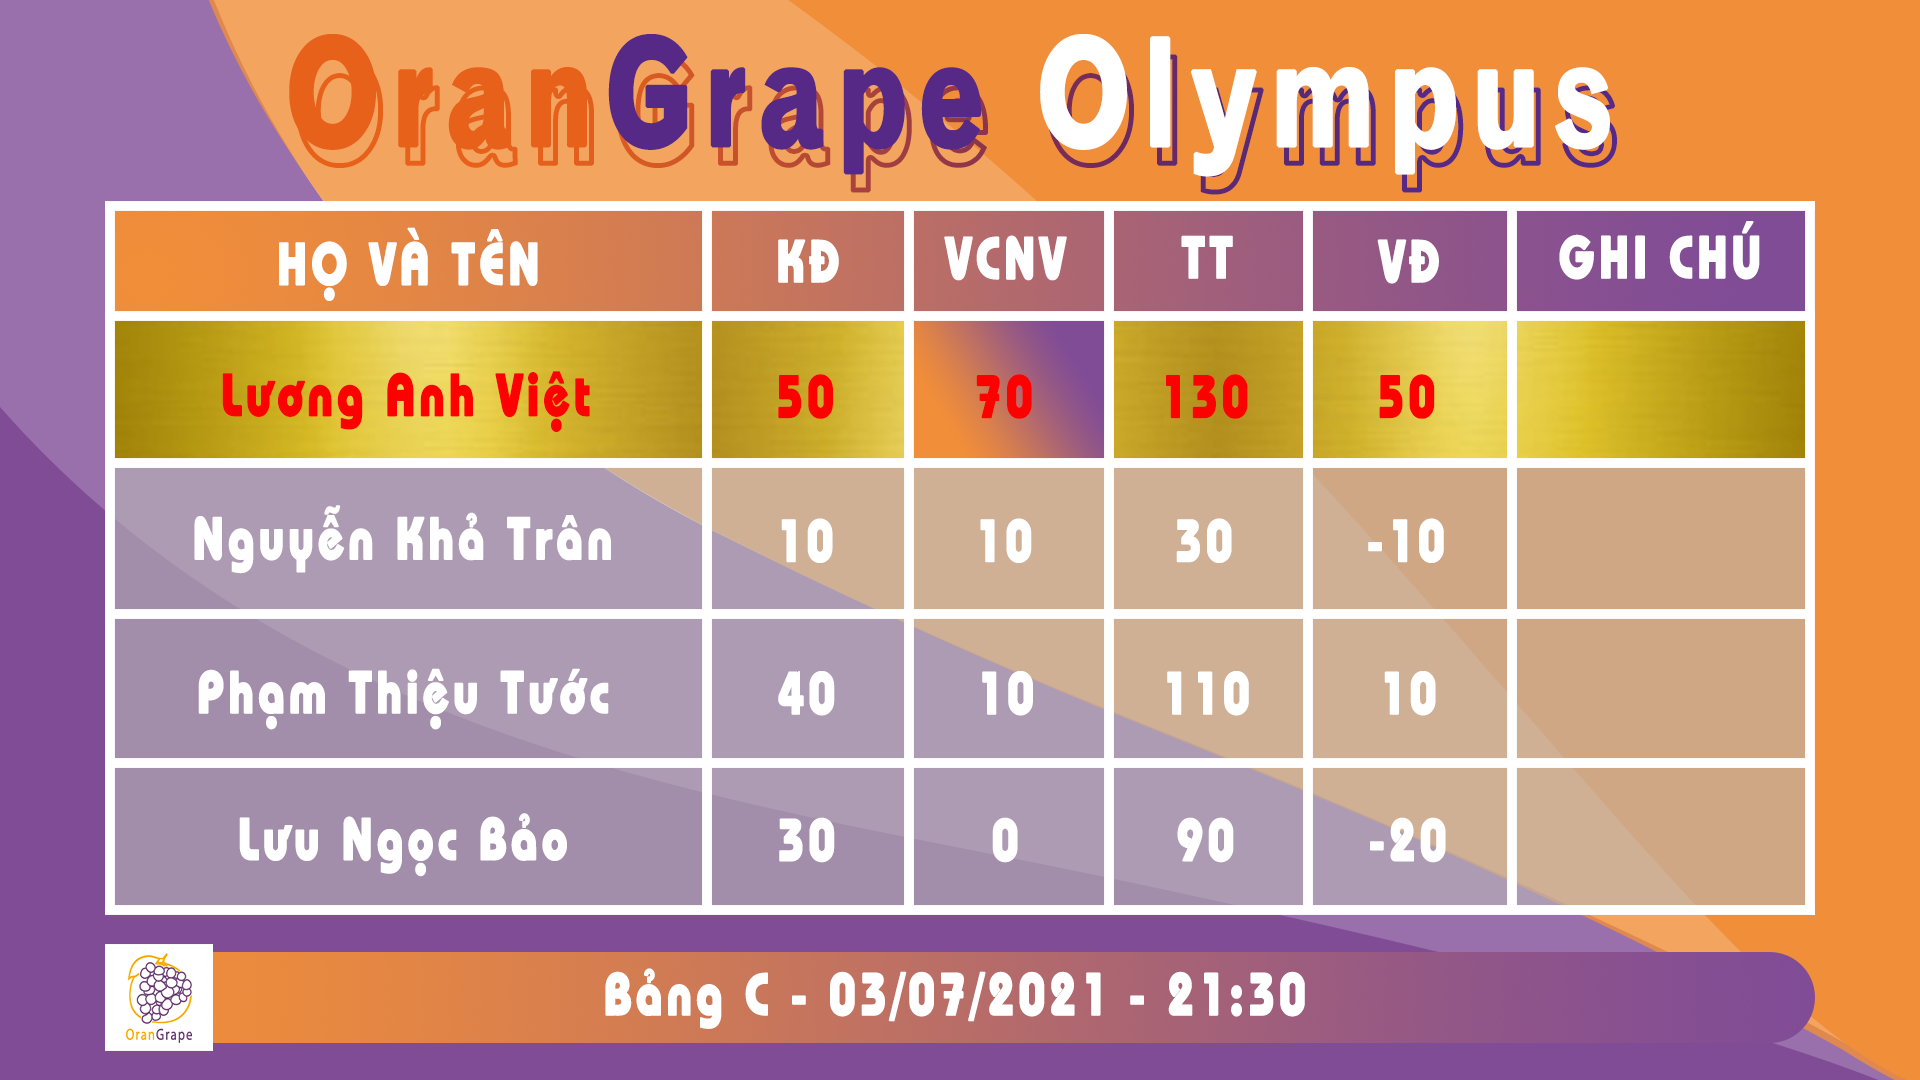 OranGrape Olympus
HỌ VÀ TÊN KĐ VCNV TT VĐ GHI CHÚ
Lương Anh Việt 50 70 130 50
Nguyễn Khả Trân 10 10 30 -10
Phạm Thiệu Tước 40 10 110 10
Lưu Ngọc Bảo 30 0 90 -20
Bảng C - 03/07/2021 - 21:30
OranGrape